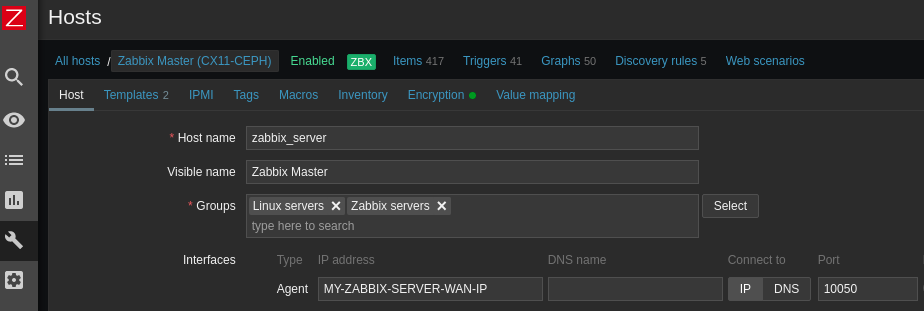 Z
Hosts
All hosts / Zabbix Master (CX11-CEPH) Enabled ZBX Items 417 Triggers 41 Graphs 50 Discovery rules 5 Web scenarios
Host Templates 2 IPMI Tags Macros Inventory Encryption Value mapping
* Host name zabbix_server
Visible name Zabbix Master
* Groups Linux servers Zabbix servers Select
type here to search
Interfaces Type IP address DNS name Connect to Port
Agent MY-ZABBIX-SERVER-WAN-IP IP DNS 10050